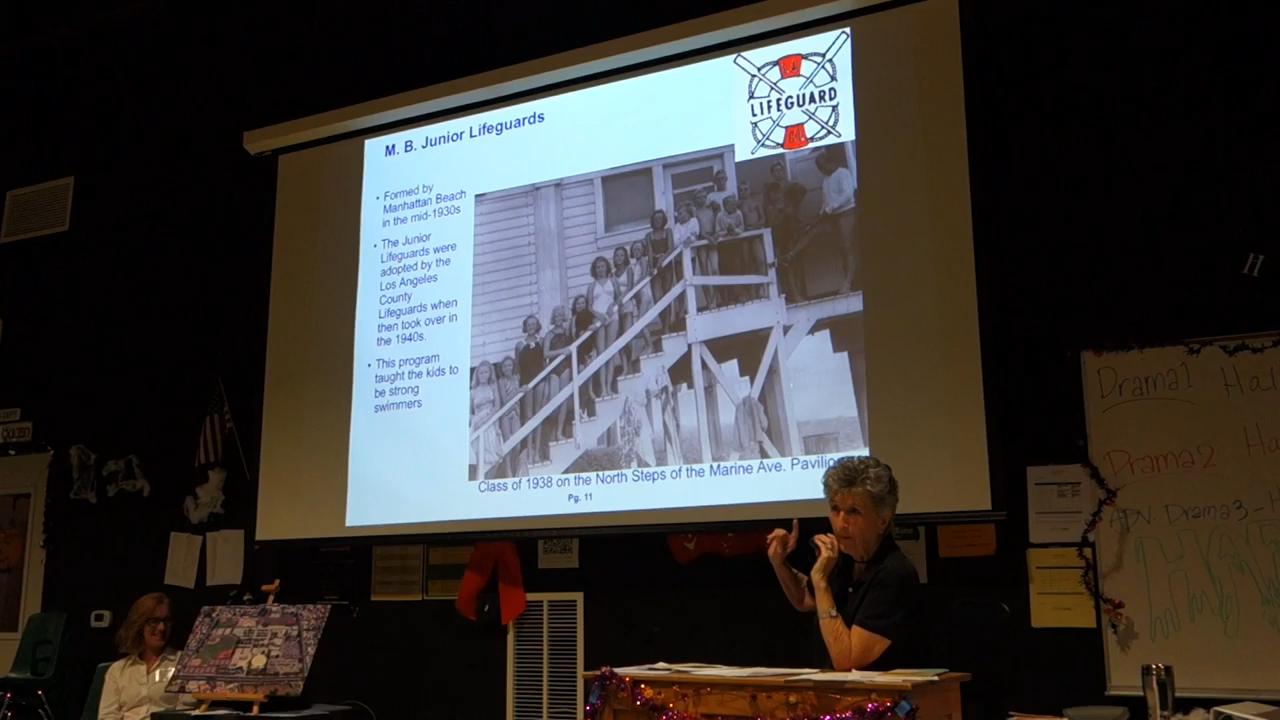 M. B. Junior Lifeguards
LIFEGUARD
• Formed by
Manhattan Beach
in the mid-1930s
• The Junior
Lifeguards were
adopted by the
Los Angeles
County
Lifeguards when
then took over in
the 1940s.
• This program
taught the kids to
be strong
swimmers
Class of 1938 on the North Steps of the Marine Ave.
Pg. 11
H
Drama1
Drama2
ADV. Drama3-